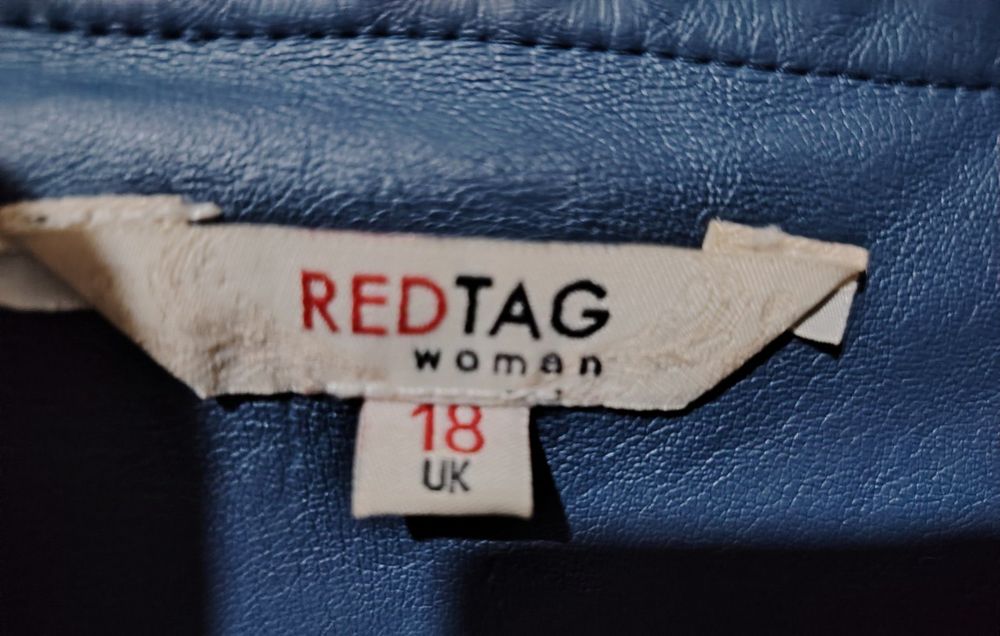 REDTAG
woman
18
UK